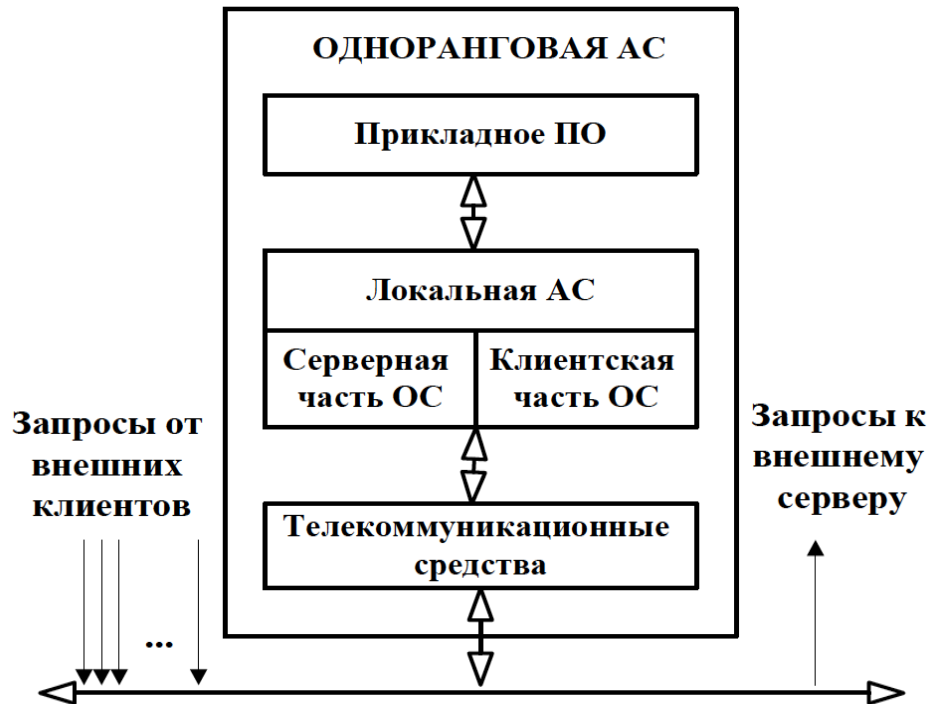 ОДНОРАНГОВАЯ АС
Прикладное ПО
Локальная АС
Серверная
часть ОС
Клиентская
часть ОС
Запросы от
внешних
клиентов
Запросы к
внешнему
серверу
Телекоммуникационные
средства
...